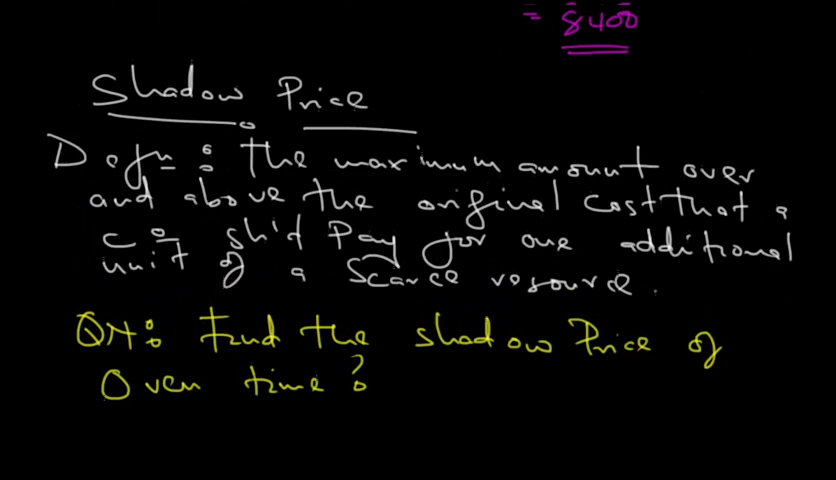 = 8400
Shadow Price
Defn: The maximum amount over
and above the original cost that a
co sh'd Pay for one additional
unit of a Scarce resource.
QN: Find the shadow Price of
Oven time?